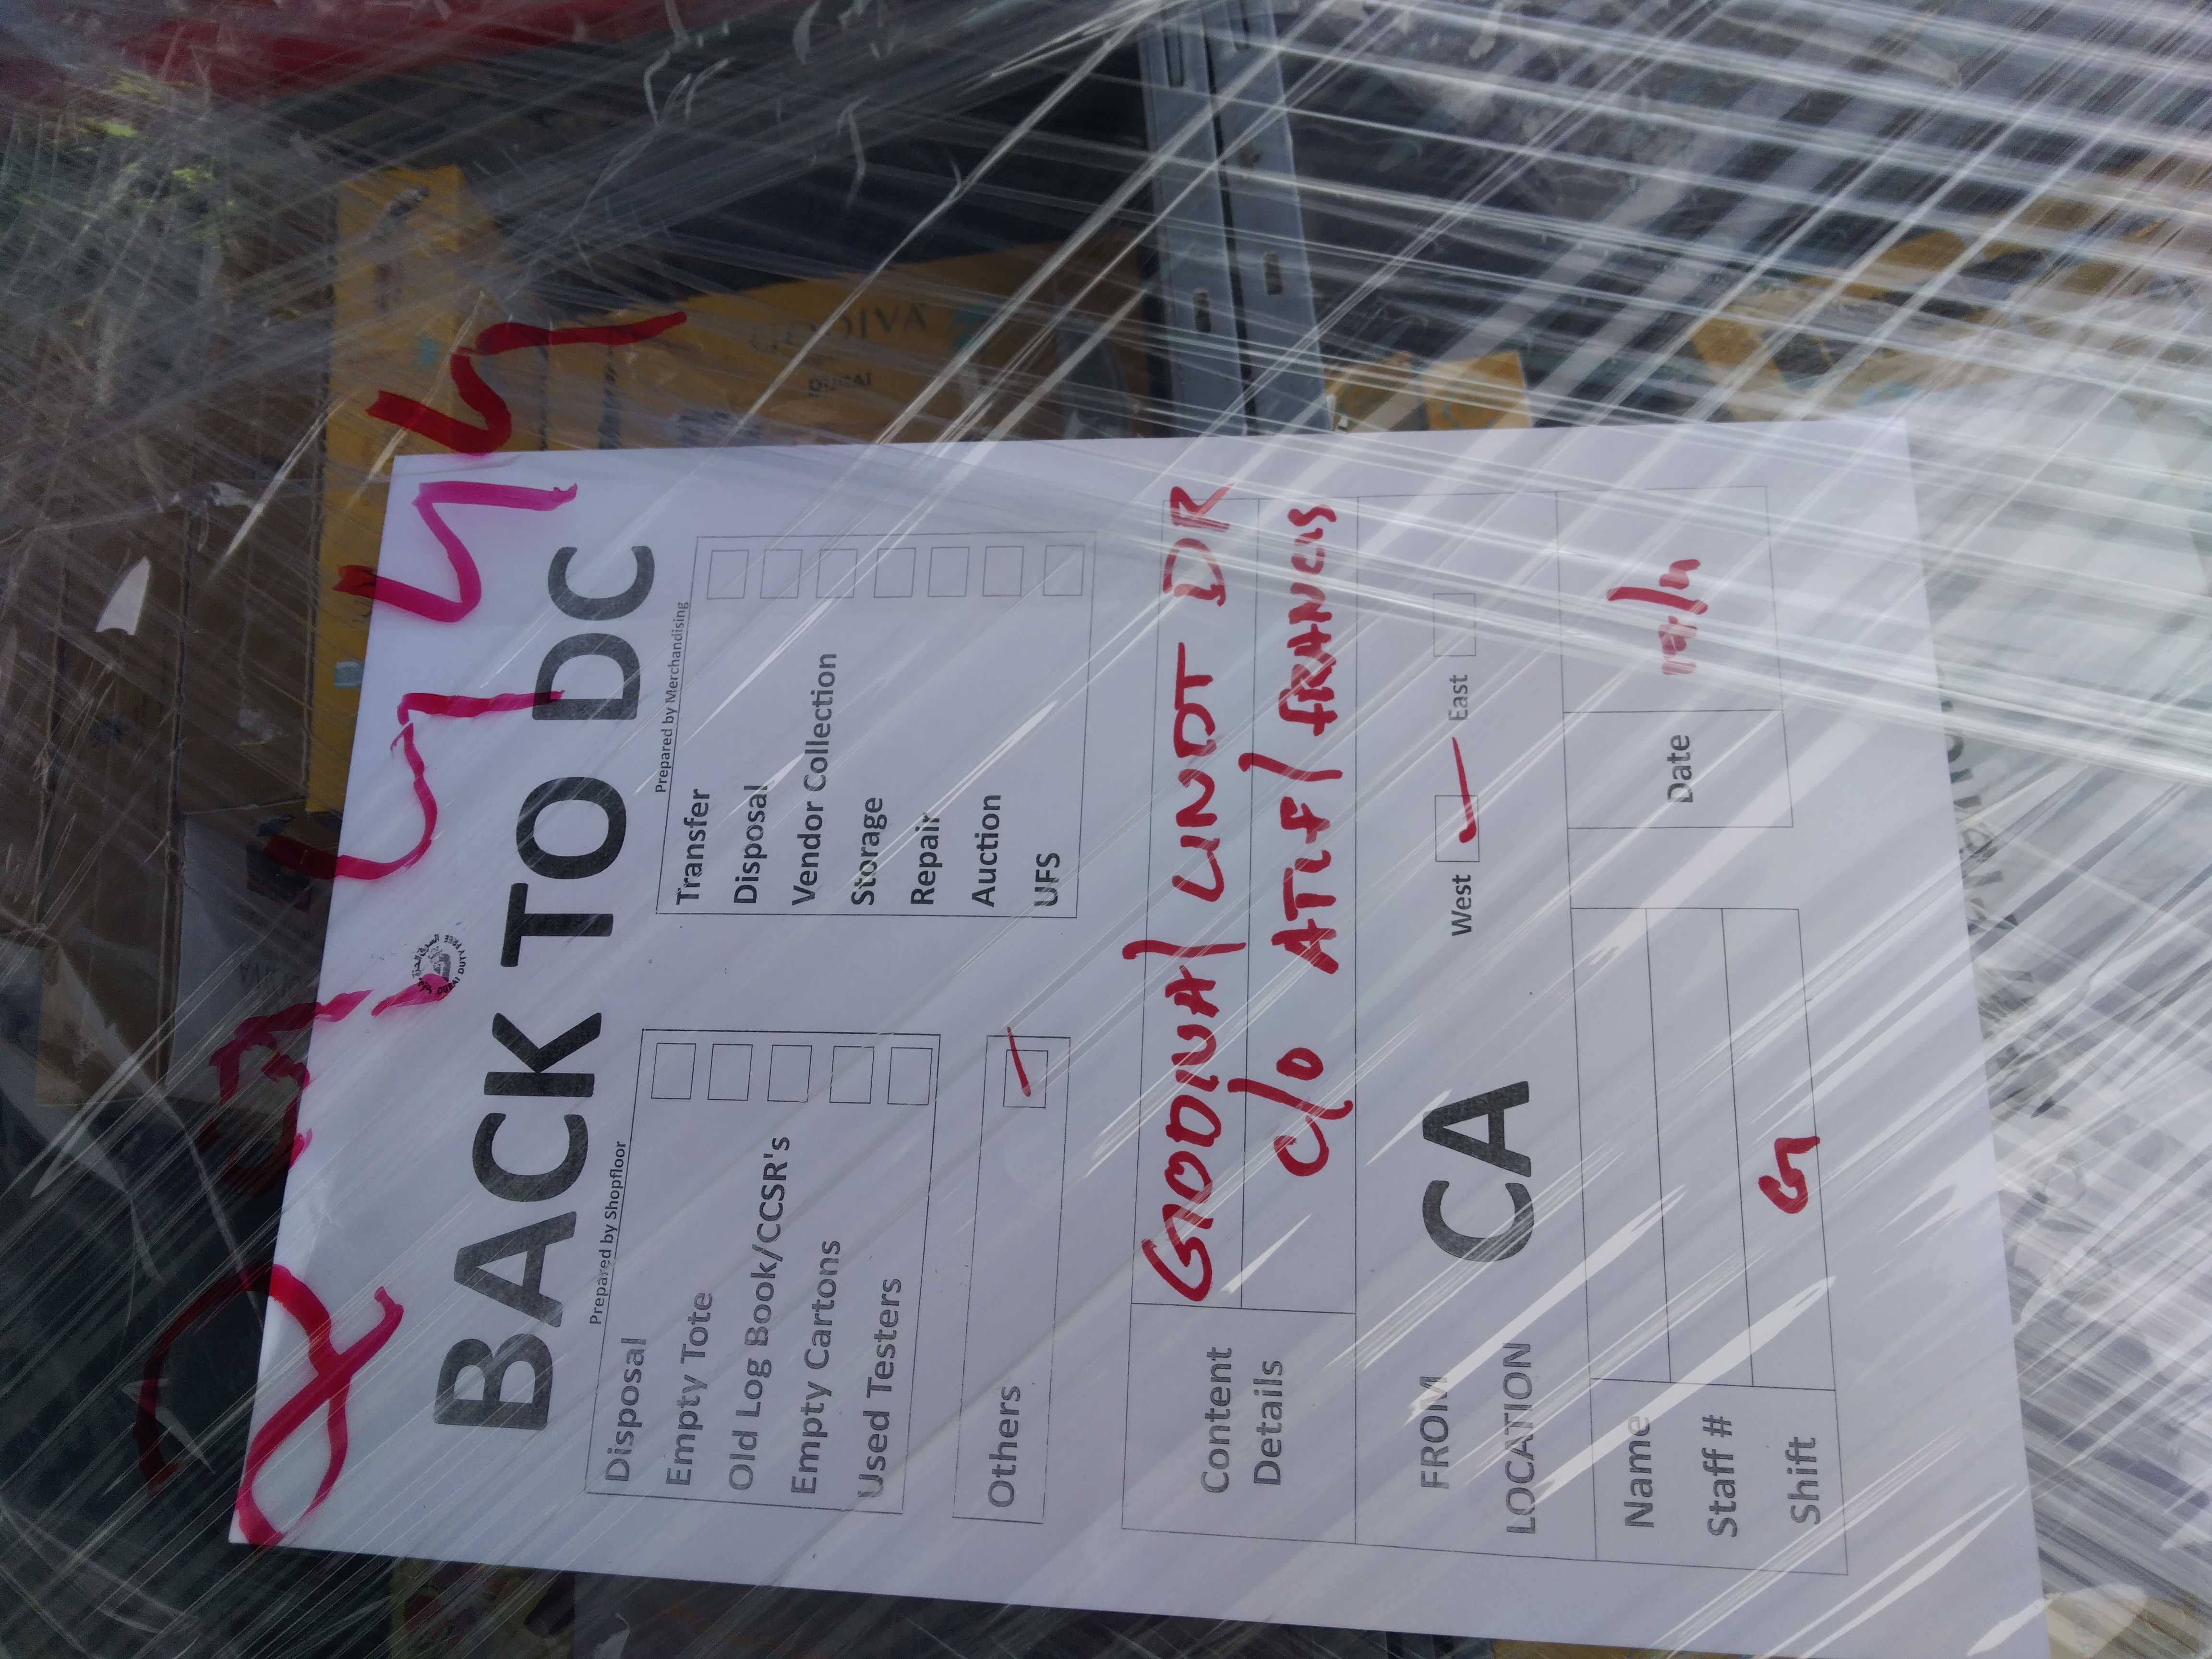 BACK TO DC
Prepared by Shopfloor
Disposal
Empty Tote
Old Log Book/CCSR's
Empty Cartons
Used Testers
Others
Prepared by Merchandising
Transfer
Disposal
Vendor Collection
Storage
Repair
Auction
UFS
Content Details
GODIVA/ LINDT DR
c/o ATLF/FRANCIS
FROM LOCATION
CA
West
East
Name
Staff #
Shift
G
Date
GODIVA
DUBAI